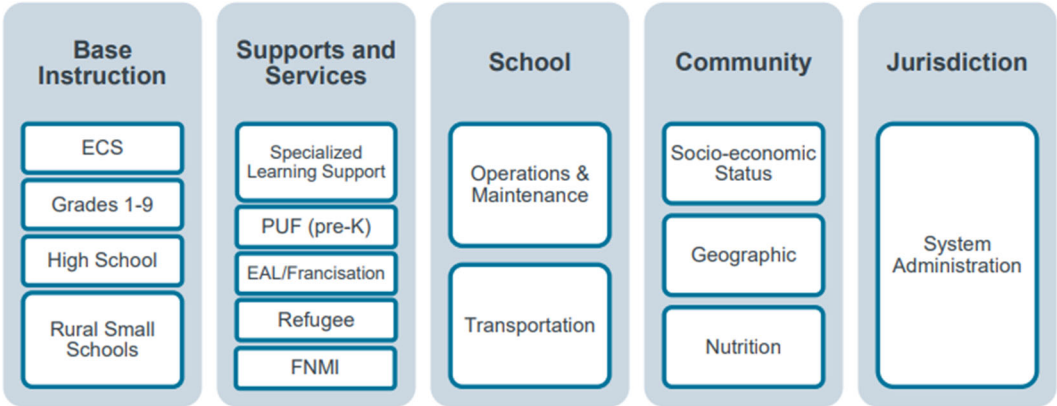 Base
Instruction
ECS
Grades 1-9
High School
Rural Small
Schools
Supports and
Services
Specialized
Learning Support
PUF (pre-K)
EAL/Francisation
Refugee
FNMI
School
Operations &
Maintenance
Transportation
Community
Socio-economic
Status
Geographic
Nutrition
Jurisdiction
System
Administration